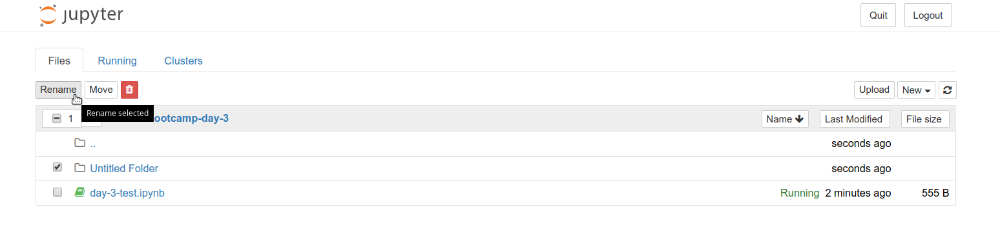 jupyter Quit Logout
Files Running Clusters
Rename Move Upload New
Rename selected
1 ootcamp-day-3 Name Last Modified File size
.. seconds ago
Untitled Folder seconds ago
day-3-test.ipynb Running 2 minutes ago 555 B